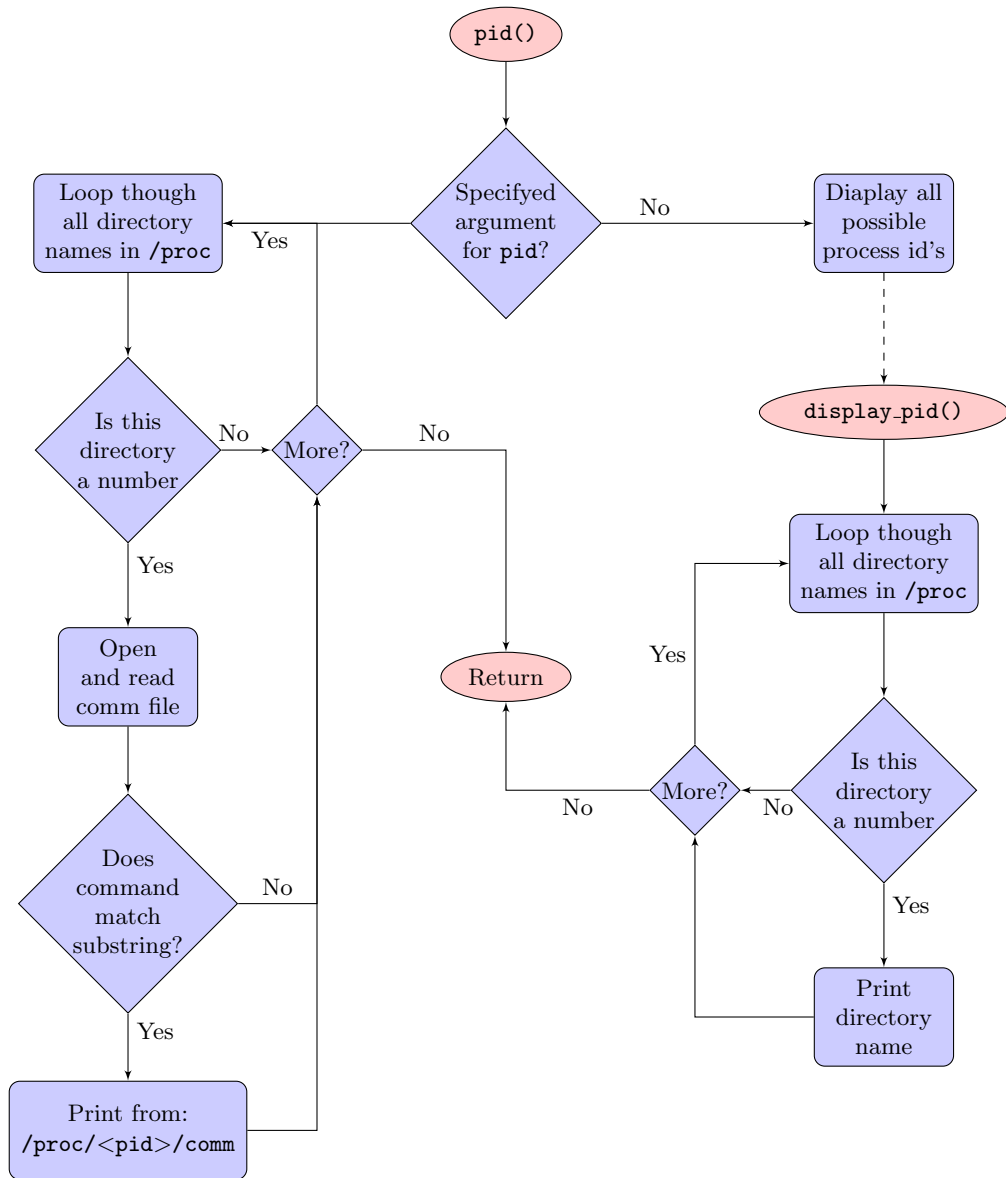 pid()
Specifyed
argument
for pid?
Yes
No
Loop though
all directory
names in /proc
Diaplay all
possible
process id's
Is this
directory
a number
No
More?
No
Yes
display_pid()
Open
and read
comm file
Loop though
all directory
names in /proc
Return
Yes
Is this
directory
a number
No
More?
No
Yes
Does
command
match
substring?
No
Yes
Print
directory
name
Print from:
/proc/<pid>/comm